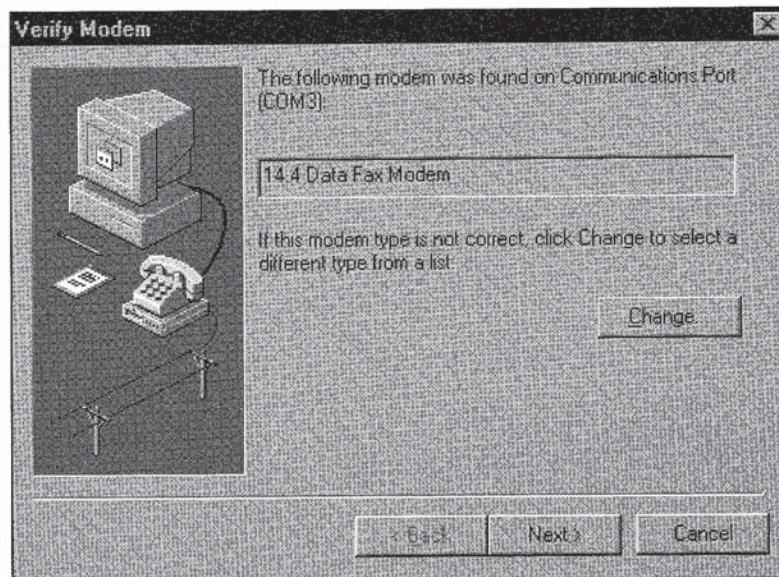 Verify Modem
The following modem was found on Communications Port
(COM3):
14.4 Data Fax Modem
If this modem type is not correct, click Change to select a
different type from a list.
Change...
< Back
Next >
Cancel